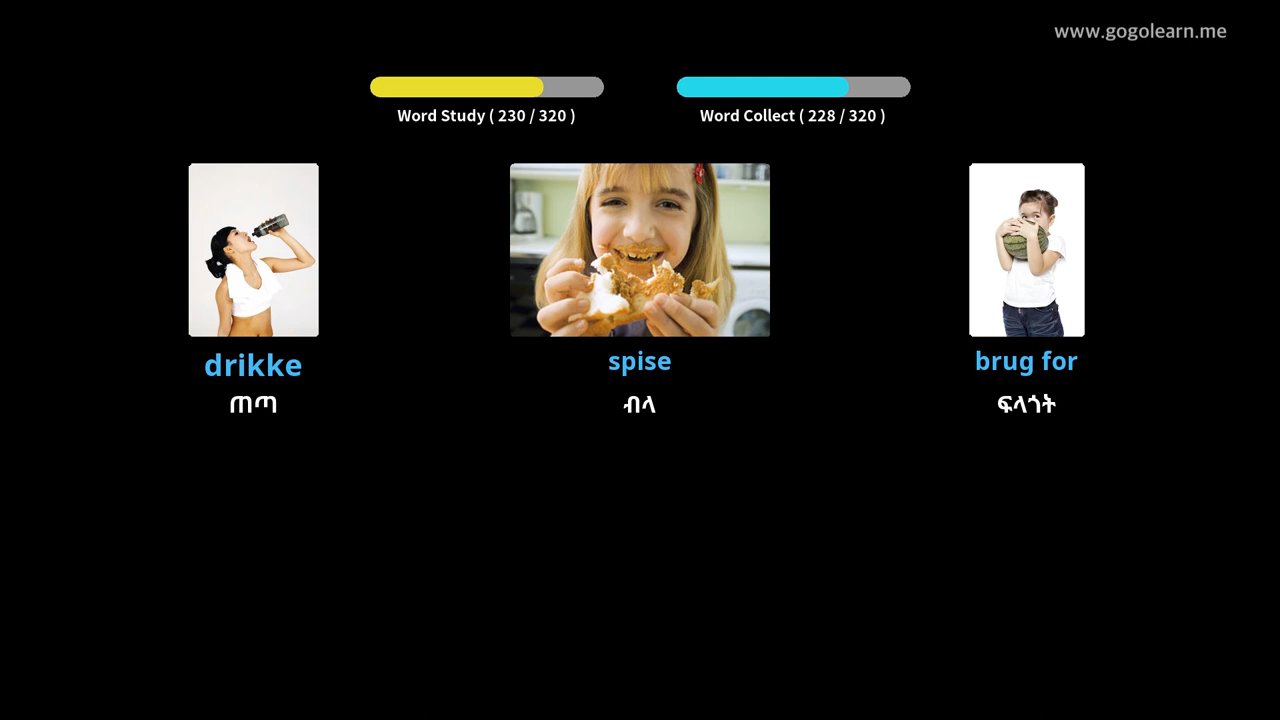 www.gogolearn.me
Word Study ( 230 / 320 )
Word Collect ( 228 / 320 )
drikke
spise
brug for
ጠጣ
ብላ
ፍላጎት